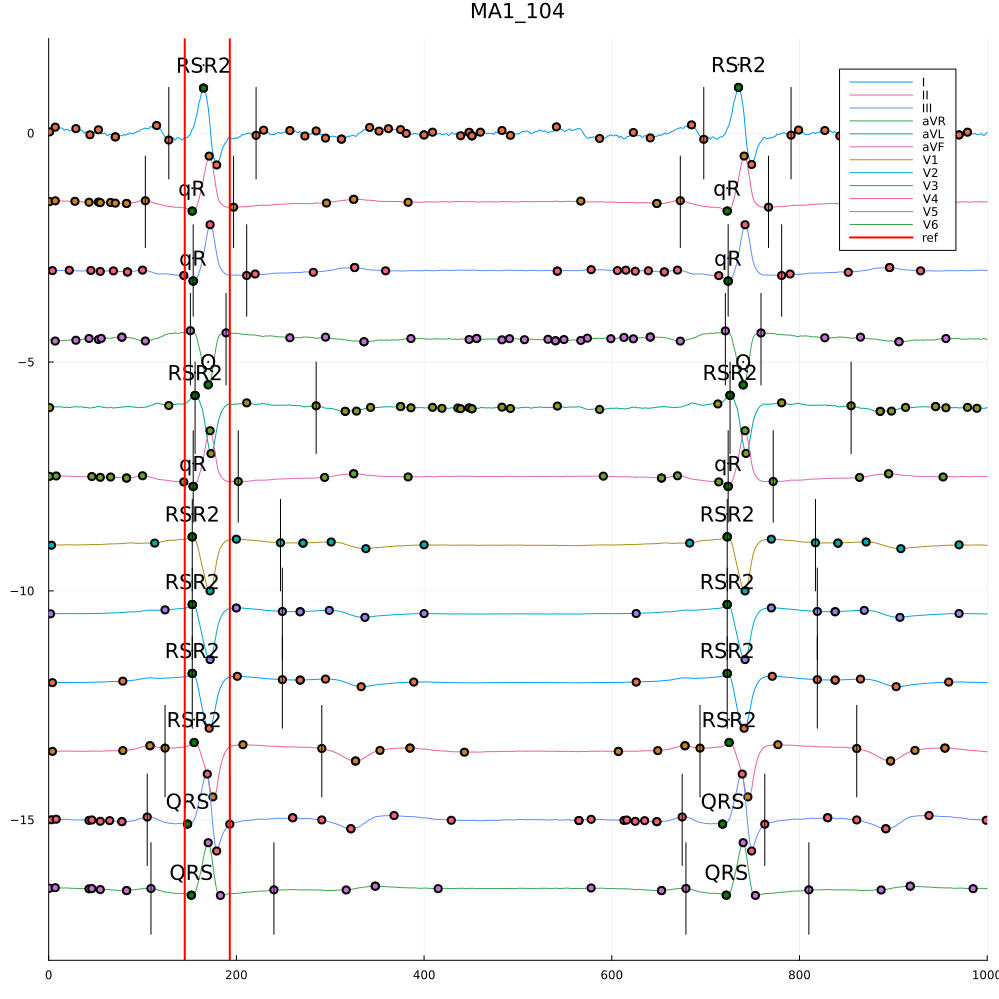 MA1_104
RSR2 RSR2
I
II
III
aVR
aVL
aVF
V1
V2
V3
V4
V5
V6
ref
0
qR qR
qR qR
-5
Q Q
RSR2 RSR2
qR qR
RSR2 RSR2
-10
RSR2 RSR2
RSR2 RSR2
RSR2 RSR2
-15
QRS QRS
QRS QRS
0 200 400 600 800 1000